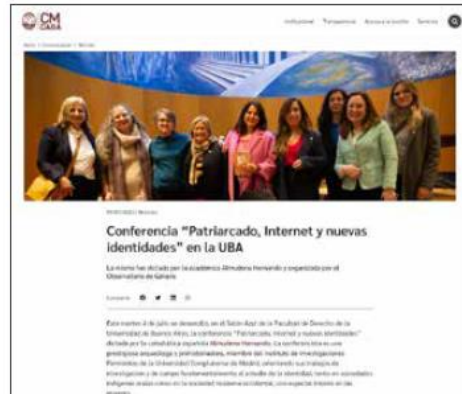 CM
CABA
Institucional Transparencia Acceso a la Justicia Servicios
Inicio / Comunicaciones / Noticias
Noticias
Conferencia “Patriarcado, Internet y nuevas
identidades” en la UBA
La misma fue dictada por la académica Almudena Hernando y organizada por el
Observatorio de Género
Compartir
Este martes 4 de julio se desarrolló, en el Salón Azul de la Facultad de Derecho de la
Universidad de Buenos Aires, la conferencia “Patriarcado, Internet y nuevas identidades”
dictada por la catedrática española Almudena Hernando. La conferencista es una
prestigiosa arqueóloga y prehistoriadora, miembro del Instituto de Investigaciones
Feministas de la Universidad Complutense de Madrid, orientando sus trabajos de
investigación y de campo fundamentalmente al estudio de la identidad, tanto en sociedades
indígenas orales como en la sociedad moderna occidental, con especial interés en las